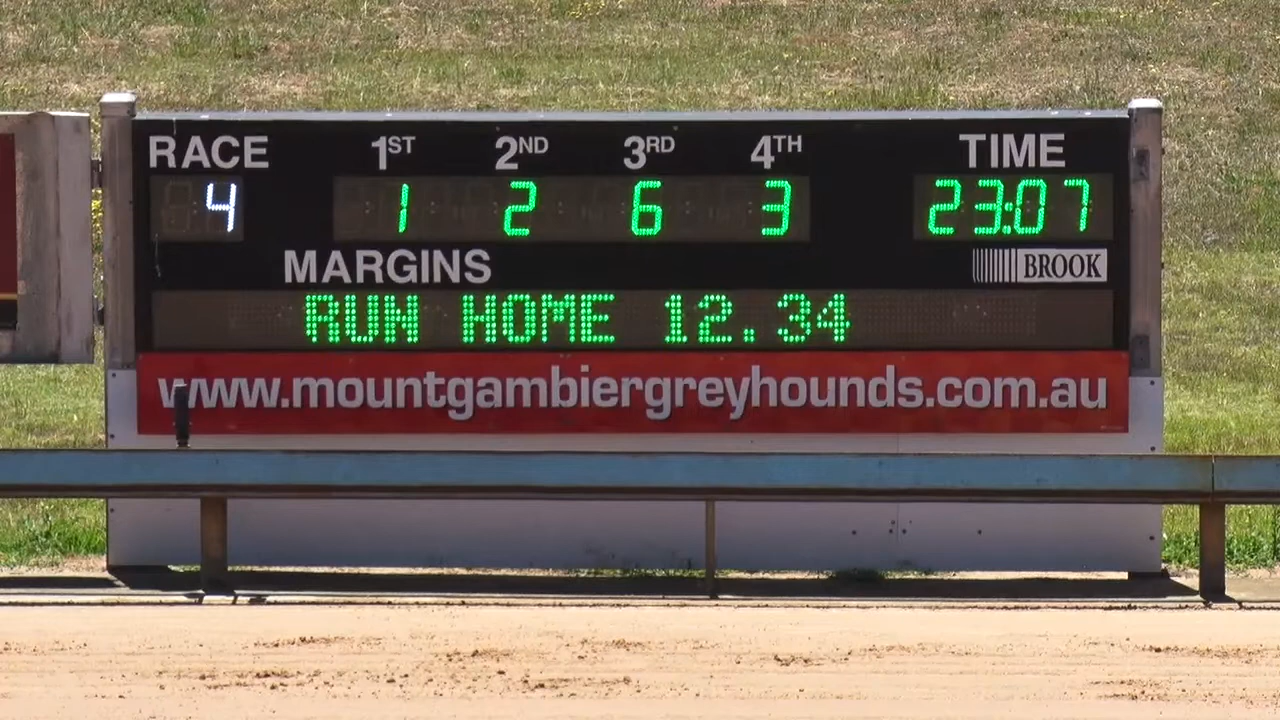 RACE 1ST 2ND 3RD 4TH TIME
4 1 2 6 3 23:07
MARGINS BROOK
RUN HOME 12.34
www.mountgambiergreyhounds.com.au